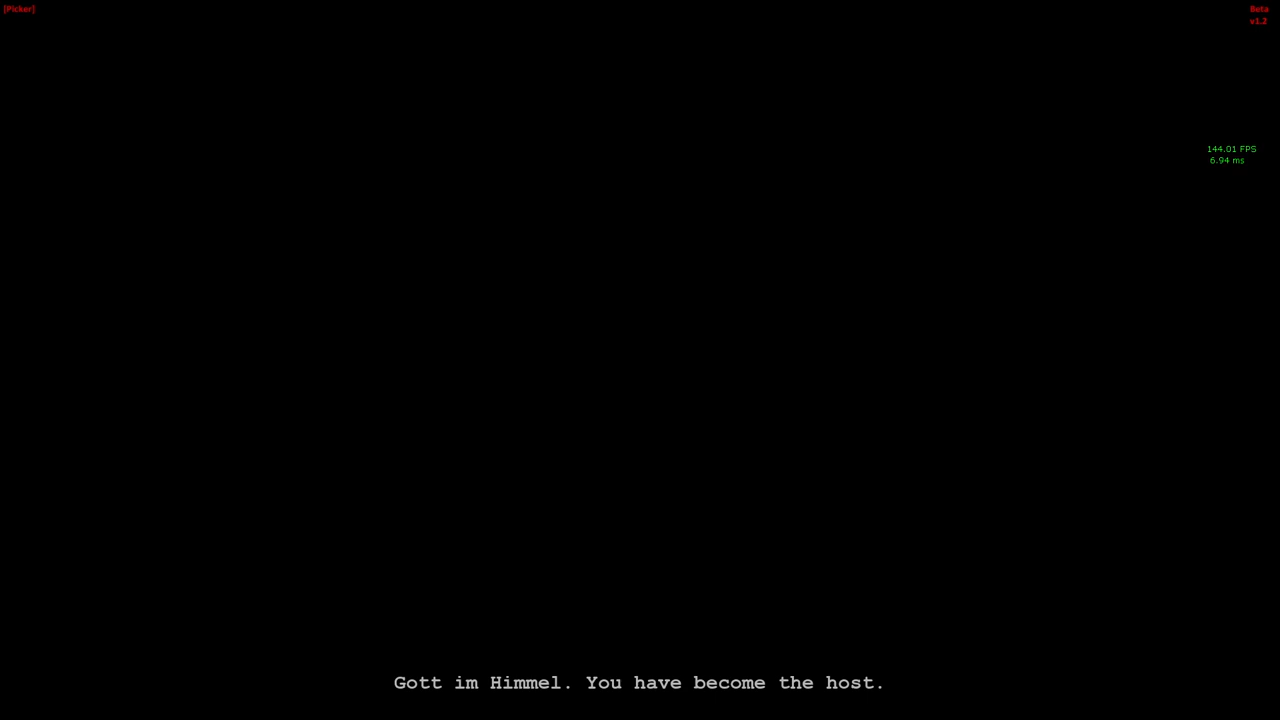 [Picker]
Beta
v1.2
144.01 FPS
6.94 ms
Gott im Himmel. You have become the host.